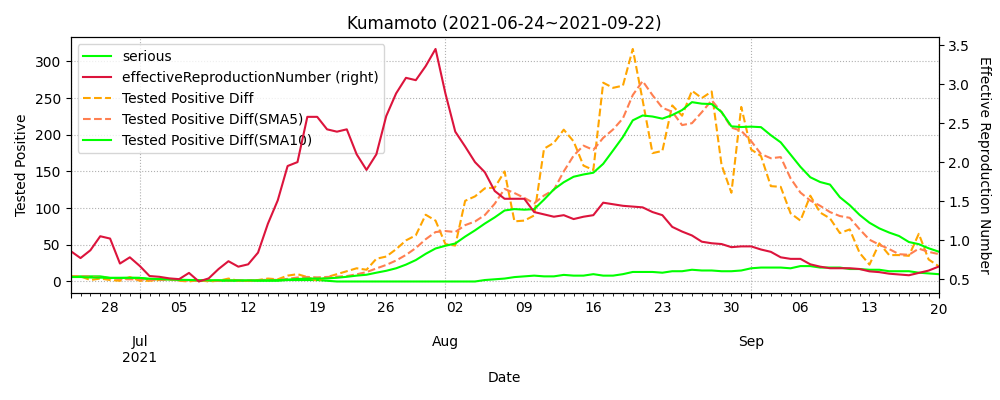 Kumamoto (2021-06-24~2021-09-22)
serious
effectiveReproductionNumber (right)
Tested Positive Diff
Tested Positive Diff(SMA5)
Tested Positive Diff(SMA10)
Tested Positive
300
250
200
150
100
50
0
3.5
3.0
2.5
2.0
1.5
1.0
0.5
Effective Reproduction Number
28 05 12 19 26 02 09 16 23 30 06 13 20
Jul Aug Sep
2021
Date